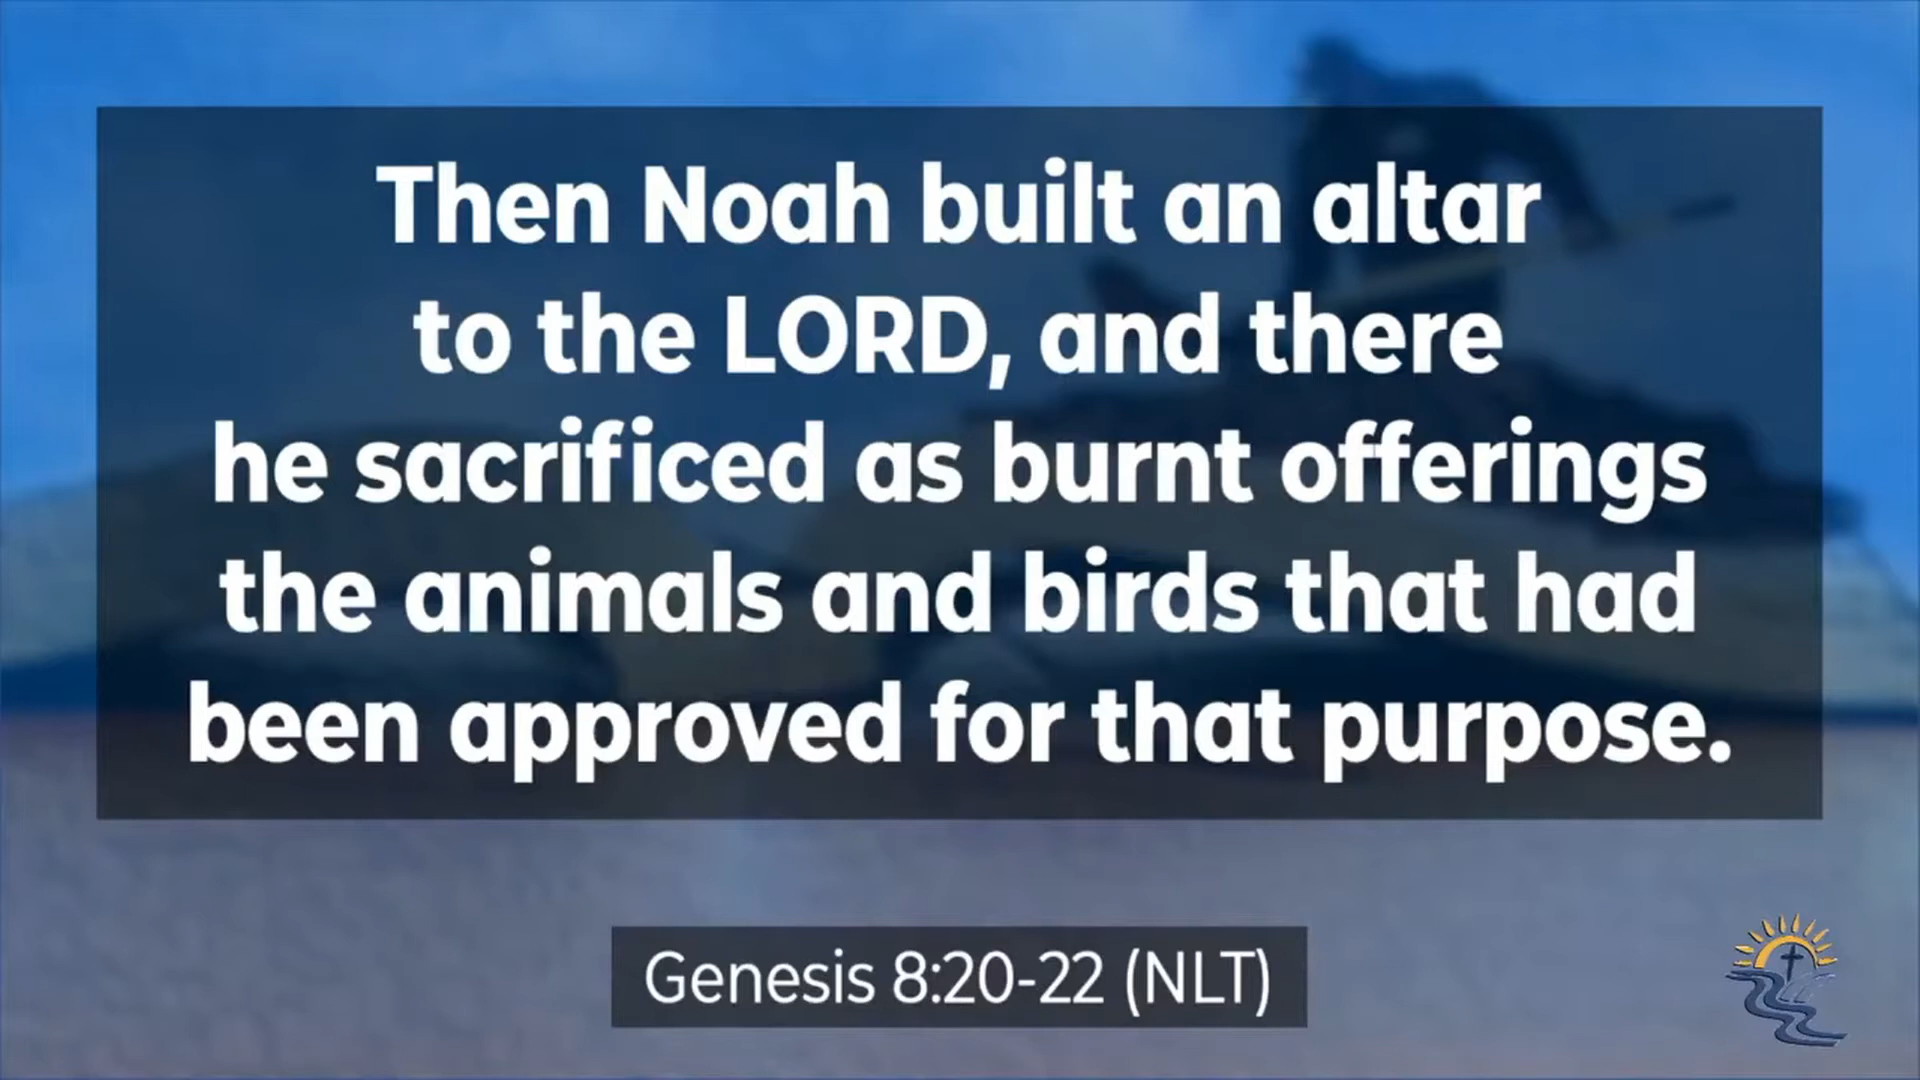 Then Noah built an altar
to the LORD, and there
he sacrificed as burnt offerings
the animals and birds that had
been approved for that purpose.
Genesis 8:20-22 (NLT)